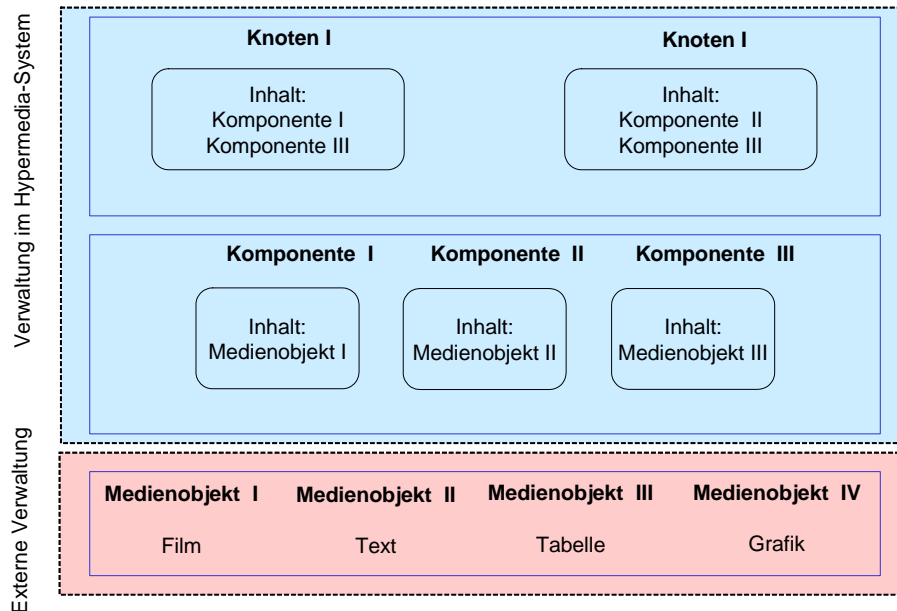 Verwaltung im Hypermedia-System
Knoten I
Inhalt:
Komponente I
Komponente III
Knoten I
Inhalt:
Komponente II
Komponente III
Komponente I
Inhalt:
Medienobjekt I
Komponente II
Inhalt:
Medienobjekt II
Komponente III
Inhalt:
Medienobjekt III
Externe Verwaltung
Medienobjekt I
Film
Medienobjekt II
Text
Medienobjekt III
Tabelle
Medienobjekt IV
Grafik